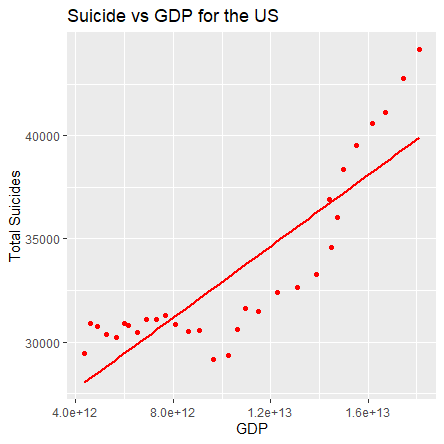 Suicide vs GDP for the US
Total Suicides
40000
35000
30000
4.0e+12 8.0e+12 1.2e+13 1.6e+13
GDP